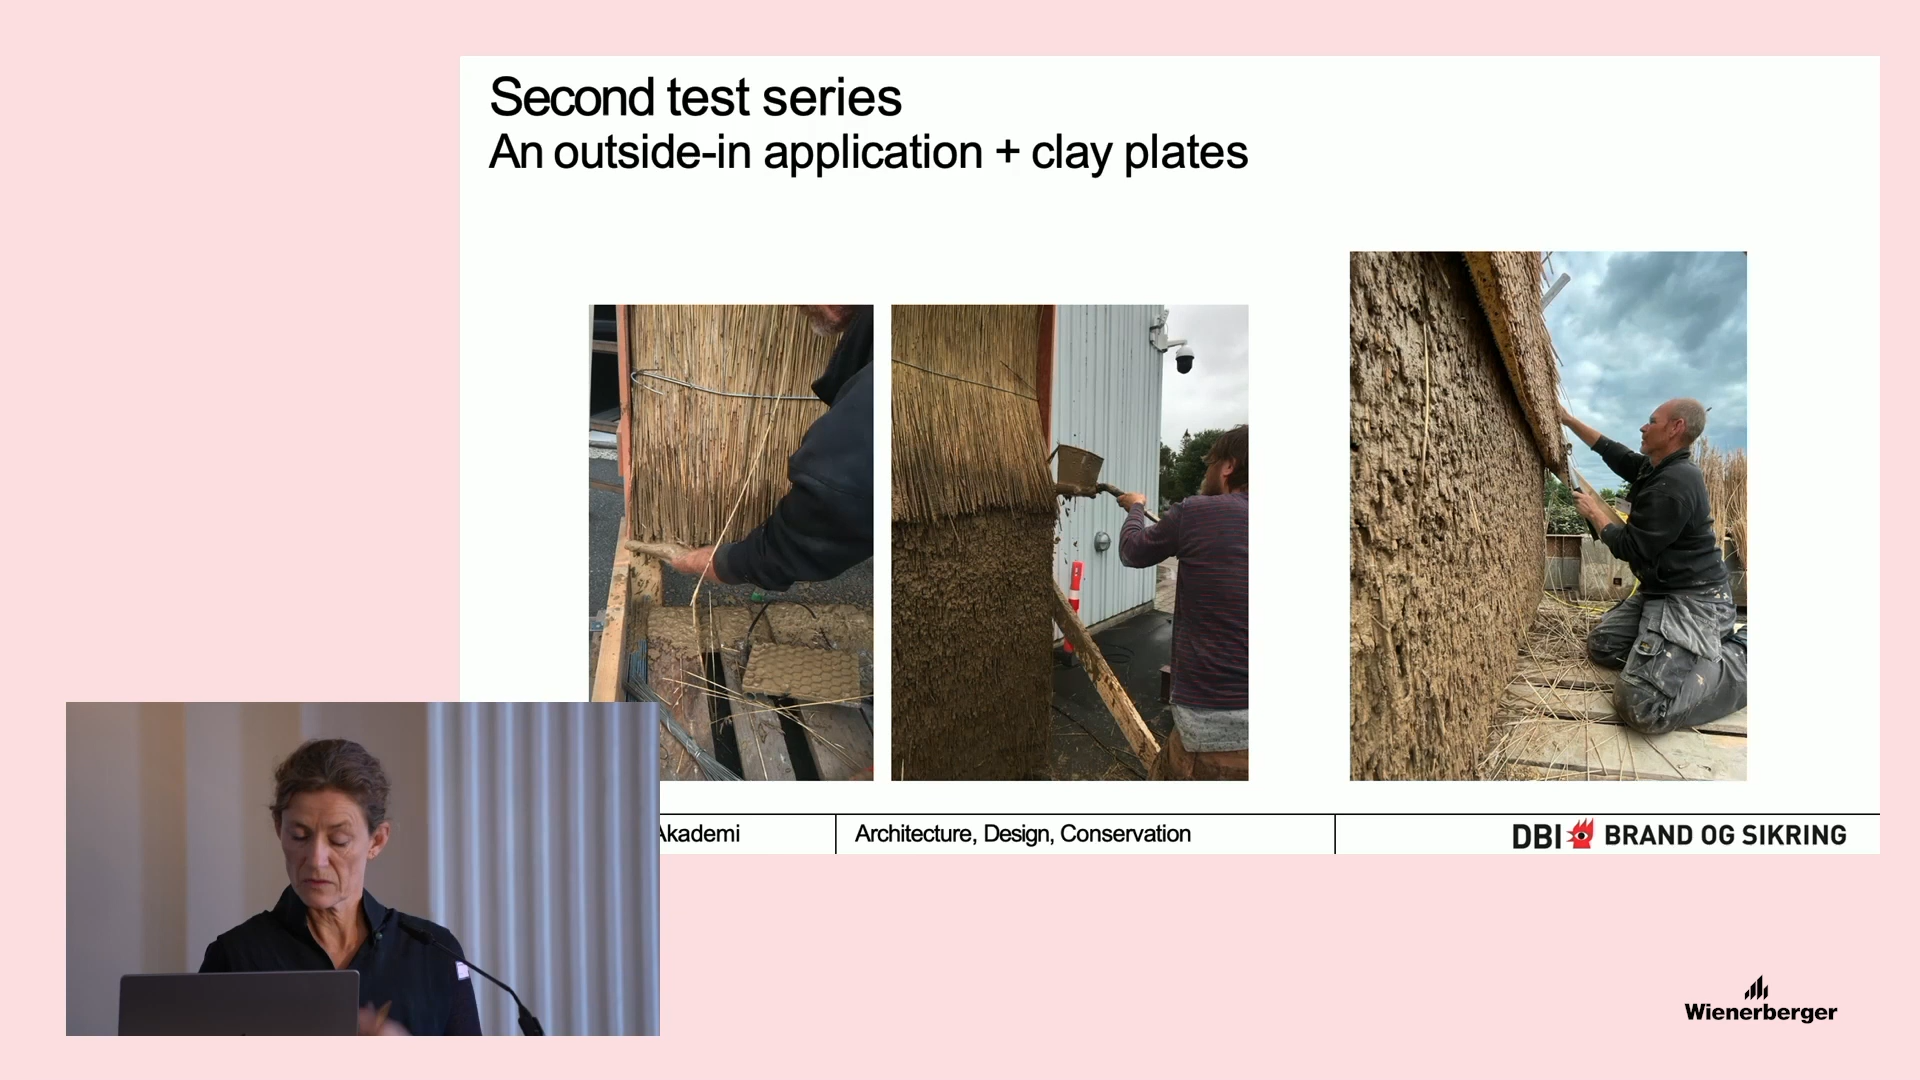 Second test series
An outside-in application + clay plates
Akademi
Architecture, Design, Conservation
DBI BRAND OG SIKRING
Wienerberger